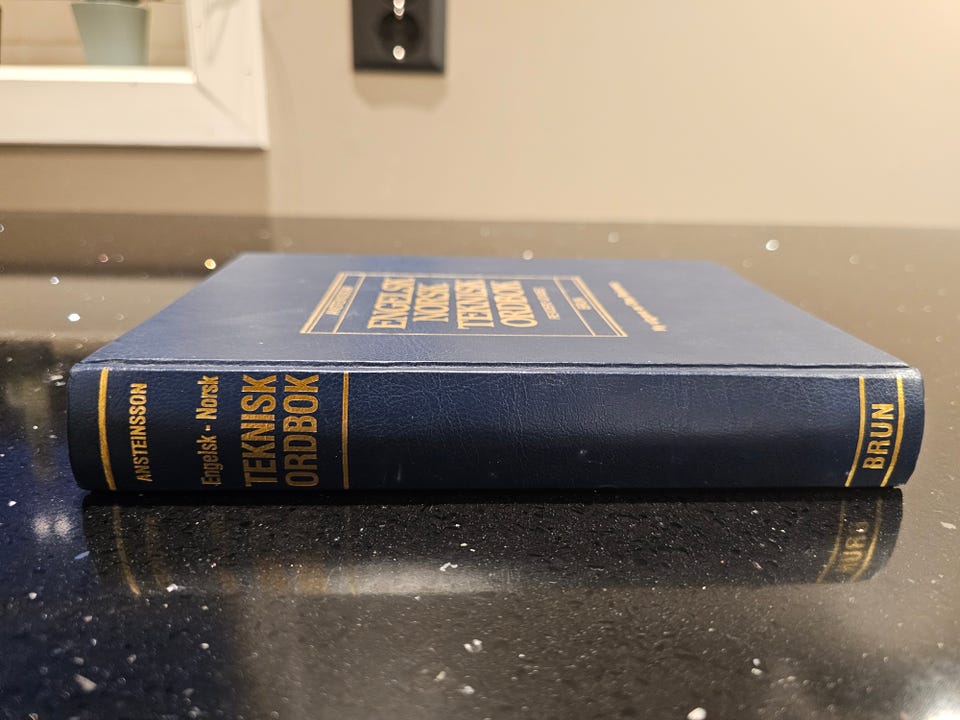 ANSTEINSSON
Engelsk - Norsk
TEKNISK
ORDBOK
BRUN
ENGELSK
NORSK
TEKNISK
ORDBOK